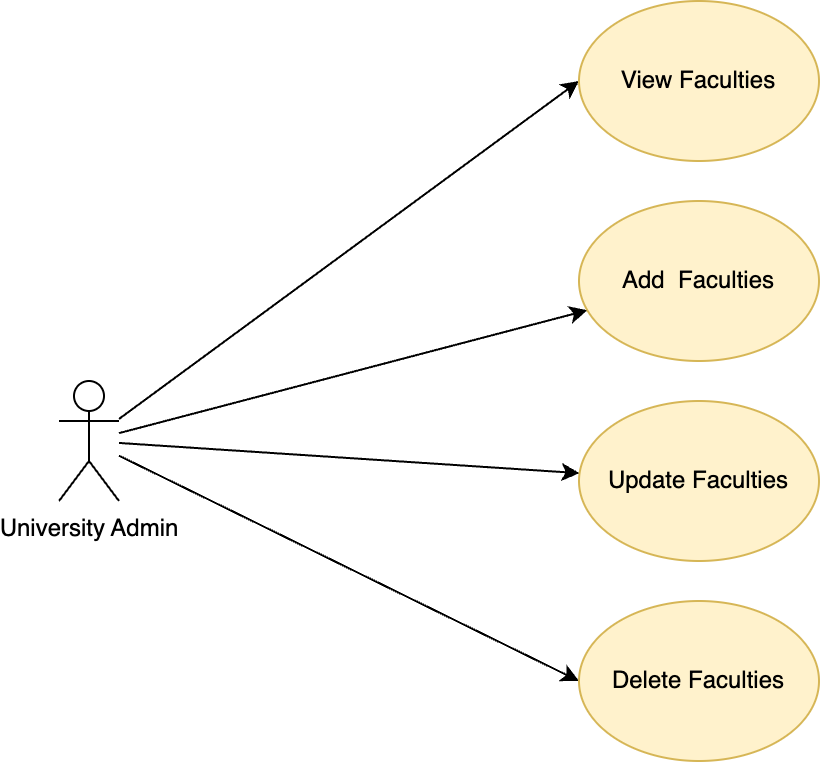 View Faculties
Add  Faculties
Update Faculties
University Admin
Delete Faculties